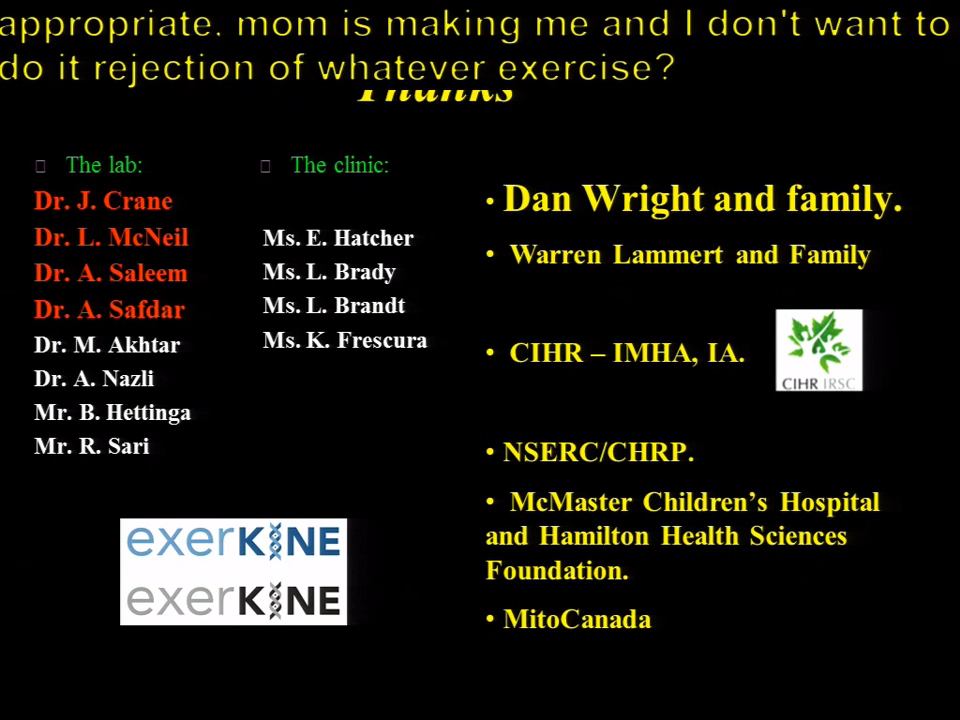 appropriate. mom is making me and I don't want to
do it rejection of whatever exercise?
Thanks
The lab:
Dr. J. Crane
Dr. L. McNeil
Dr. A. Saleem
Dr. A. Safdar
Dr. M. Akhtar
Dr. A. Nazli
Mr. B. Hettinga
Mr. R. Sari
The clinic:
Ms. E. Hatcher
Ms. L. Brady
Ms. L. Brandt
Ms. K. Frescura
• Dan Wright and family.
• Warren Lammert and Family
• CIHR – IMHA, IA.
CIHR IRSC
• NSERC/CHRP.
• McMaster Children’s Hospital
and Hamilton Health Sciences
Foundation.
• MitoCanada
exerKINE
exerKINE